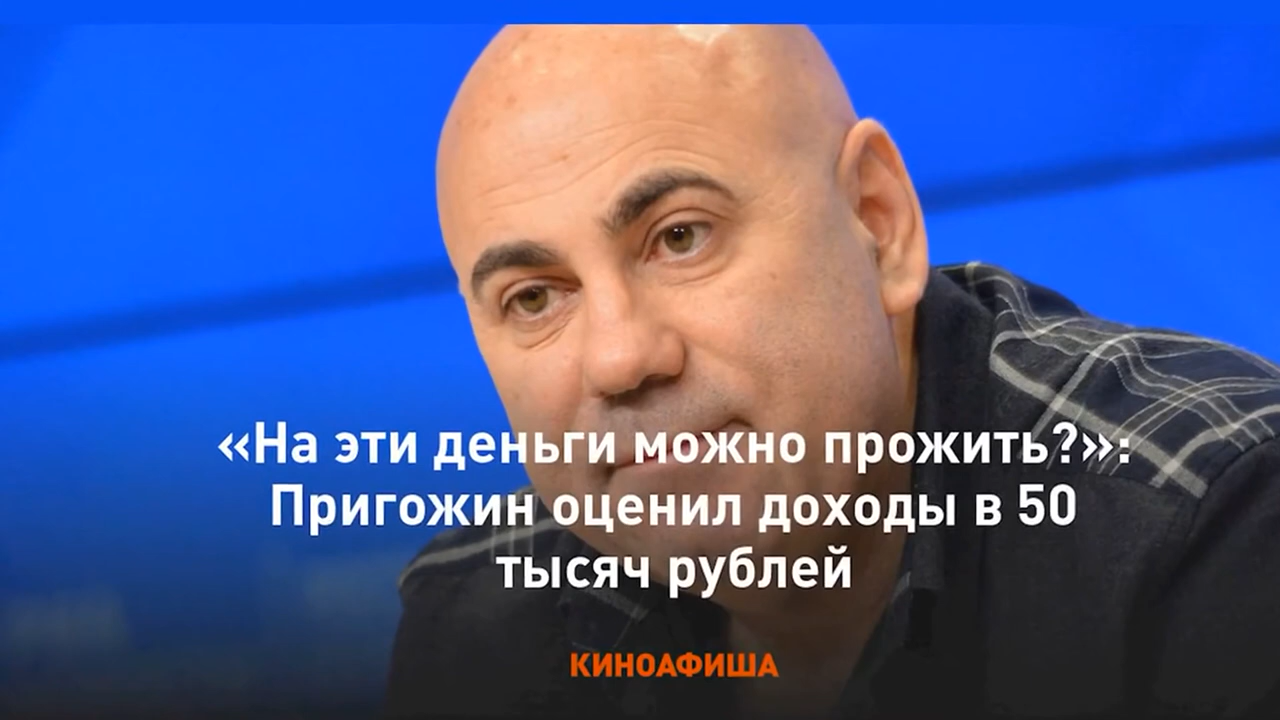 «На эти деньги можно прожить?»:
Пригожин оценил доходы в 50
тысяч рублей
КИНОАФИША